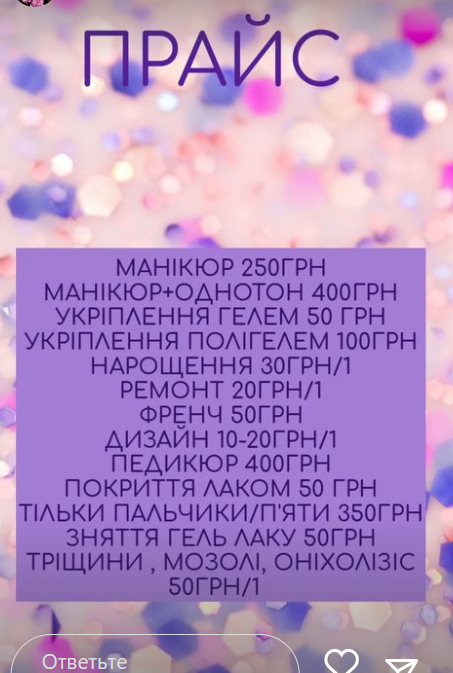 ПРАЙС
МАНІКЮР 250ГРН
МАНІКЮР+ОДНОТОН 400ГРН
УКРІПЛЕННЯ ГЕЛЕМ 50 ГРН
УКРІПЛЕННЯ ПОЛІГЕЛЕМ 100ГРН
НАРОЩЕННЯ 30ГРН/1
РЕМОНТ 20ГРН/1
ФРЕНЧ 50ГРН
ДИЗАЙН 10-20ГРН/1
ПЕДИКЮР 400ГРН
ПОКРИТТЯ ЛАКОМ 50 ГРН
ТІЛЬКИ ПАЛЬЧИКИ/П'ЯТИ 350ГРН
ЗНЯТТЯ ГЕЛЬ ЛАКУ 50ГРН
ТРІЩИНИ , МОЗОЛІ, ОНІХОЛІЗІС
50ГРН/1
Ответьте